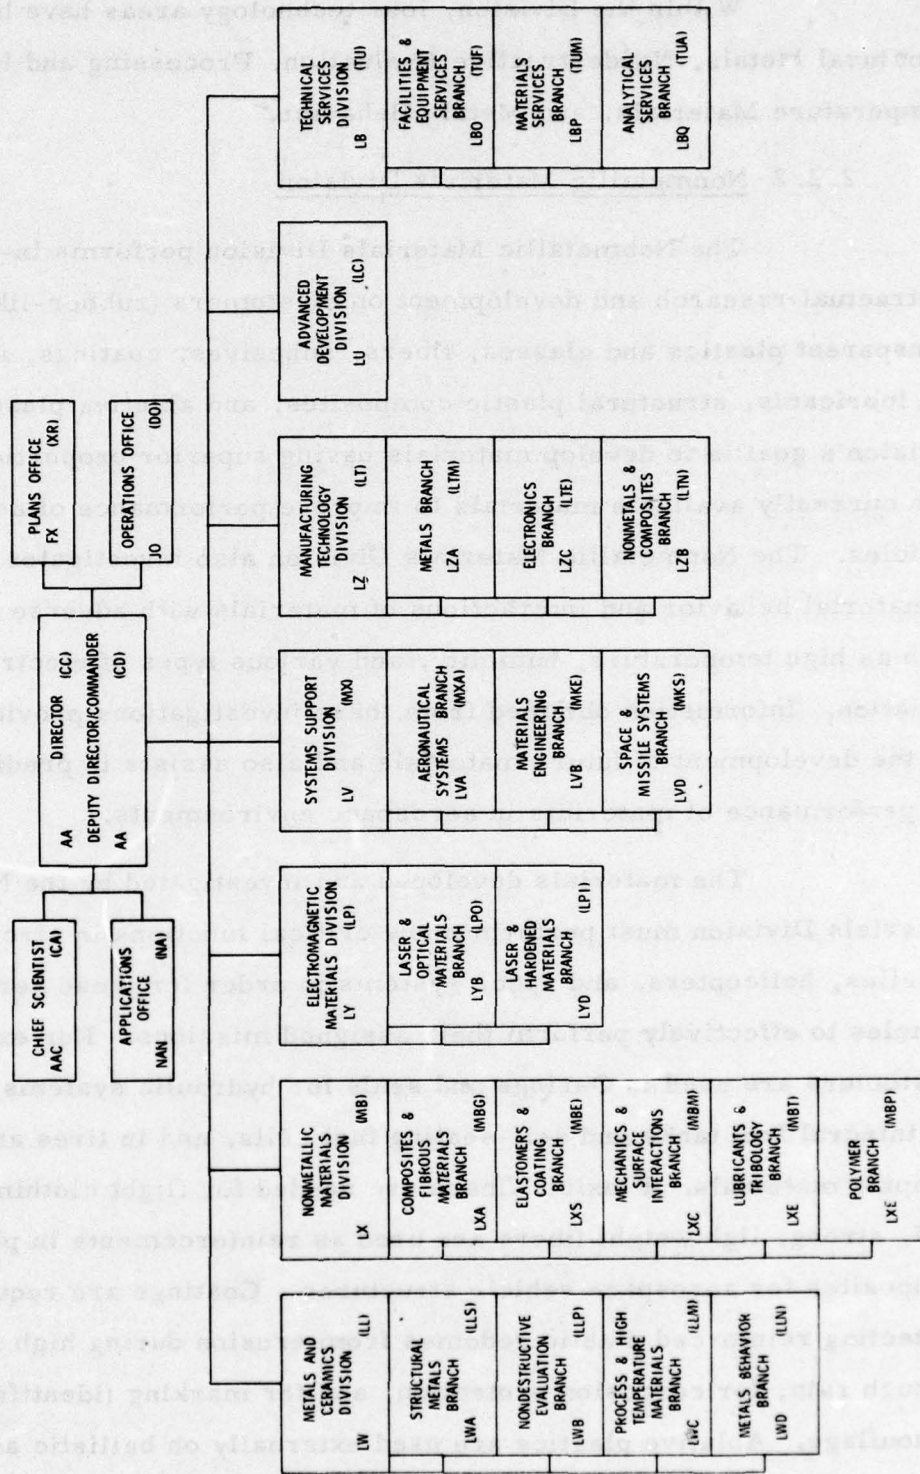 CHIEF SCIENTIST
AAC (CA)
APPLICATIONS
OFFICE
NAN (NA)
AA DIRECTOR (CC)
DEPUTY DIRECTOR/COMMANDER
AA (CD)
PLANS OFFICE
FX (XR)
OPERATIONS OFFICE
LO (DO)
METALS AND
CERAMICS
DIVISION
LW (LL)
STRUCTURAL
METALS
BRANCH
LWA (LLS)
NONDESTRUCTIVE
EVALUATION
BRANCH
LWB (LLP)
PROCESS & HIGH
TEMPERATURE
MATERIALS
BRANCH
LWC (LLM)
METALS BEHAVIOR
BRANCH
LWD (LLN)
NONMETALLIC
MATERIALS
DIVISION
LX (MB)
COMPOSITES &
FIBROUS
MATERIALS
BRANCH
LXA (MBC)
ELASTOMERS &
COATING
BRANCH
LXS (MBE)
MECHANICS &
SURFACE
INTERACTIONS
BRANCH
LXC (MBM)
LUBRICANTS &
TRIBOLOGY
BRANCH
LXE (MBT)
POLYMER
BRANCH
LXE (MBP)
ELECTROMAGNETIC
MATERIALS DIVISION
LY (LP)
LASER &
OPTICAL
MATERIALS
BRANCH
LYB (LPO)
LASER &
HARDENED
MATERIALS
BRANCH
LYD (LPJ)
SYSTEMS SUPPORT
DIVISION
LV (MX)
AERONAUTICAL
SYSTEMS BRANCH
LVA (MXA)
MATERIALS
ENGINEERING
BRANCH
LVB (MKE)
SPACE &
MISSILE SYSTEMS
BRANCH
LVD (MKS)
MANUFACTURING
TECHNOLOGY
DIVISION
LZ (LT)
METALS BRANCH
LZA (LTM)
ELECTRONICS
BRANCH
LZC (LTE)
NONMETALS &
COMPOSITES
BRANCH
LZB (LTN)
ADVANCED
DEVELOPMENT
DIVISION
LU (LC)
TECHNICAL
SERVICES
DIVISION
LB (TU)
FACILITIES &
EQUIPMENT
SERVICES
BRANCH
LBO (TUF)
MATERIALS
SERVICES
BRANCH
LBP (TUM)
ANALYTICAL
SERVICES
BRANCH
LBQ (TUA)